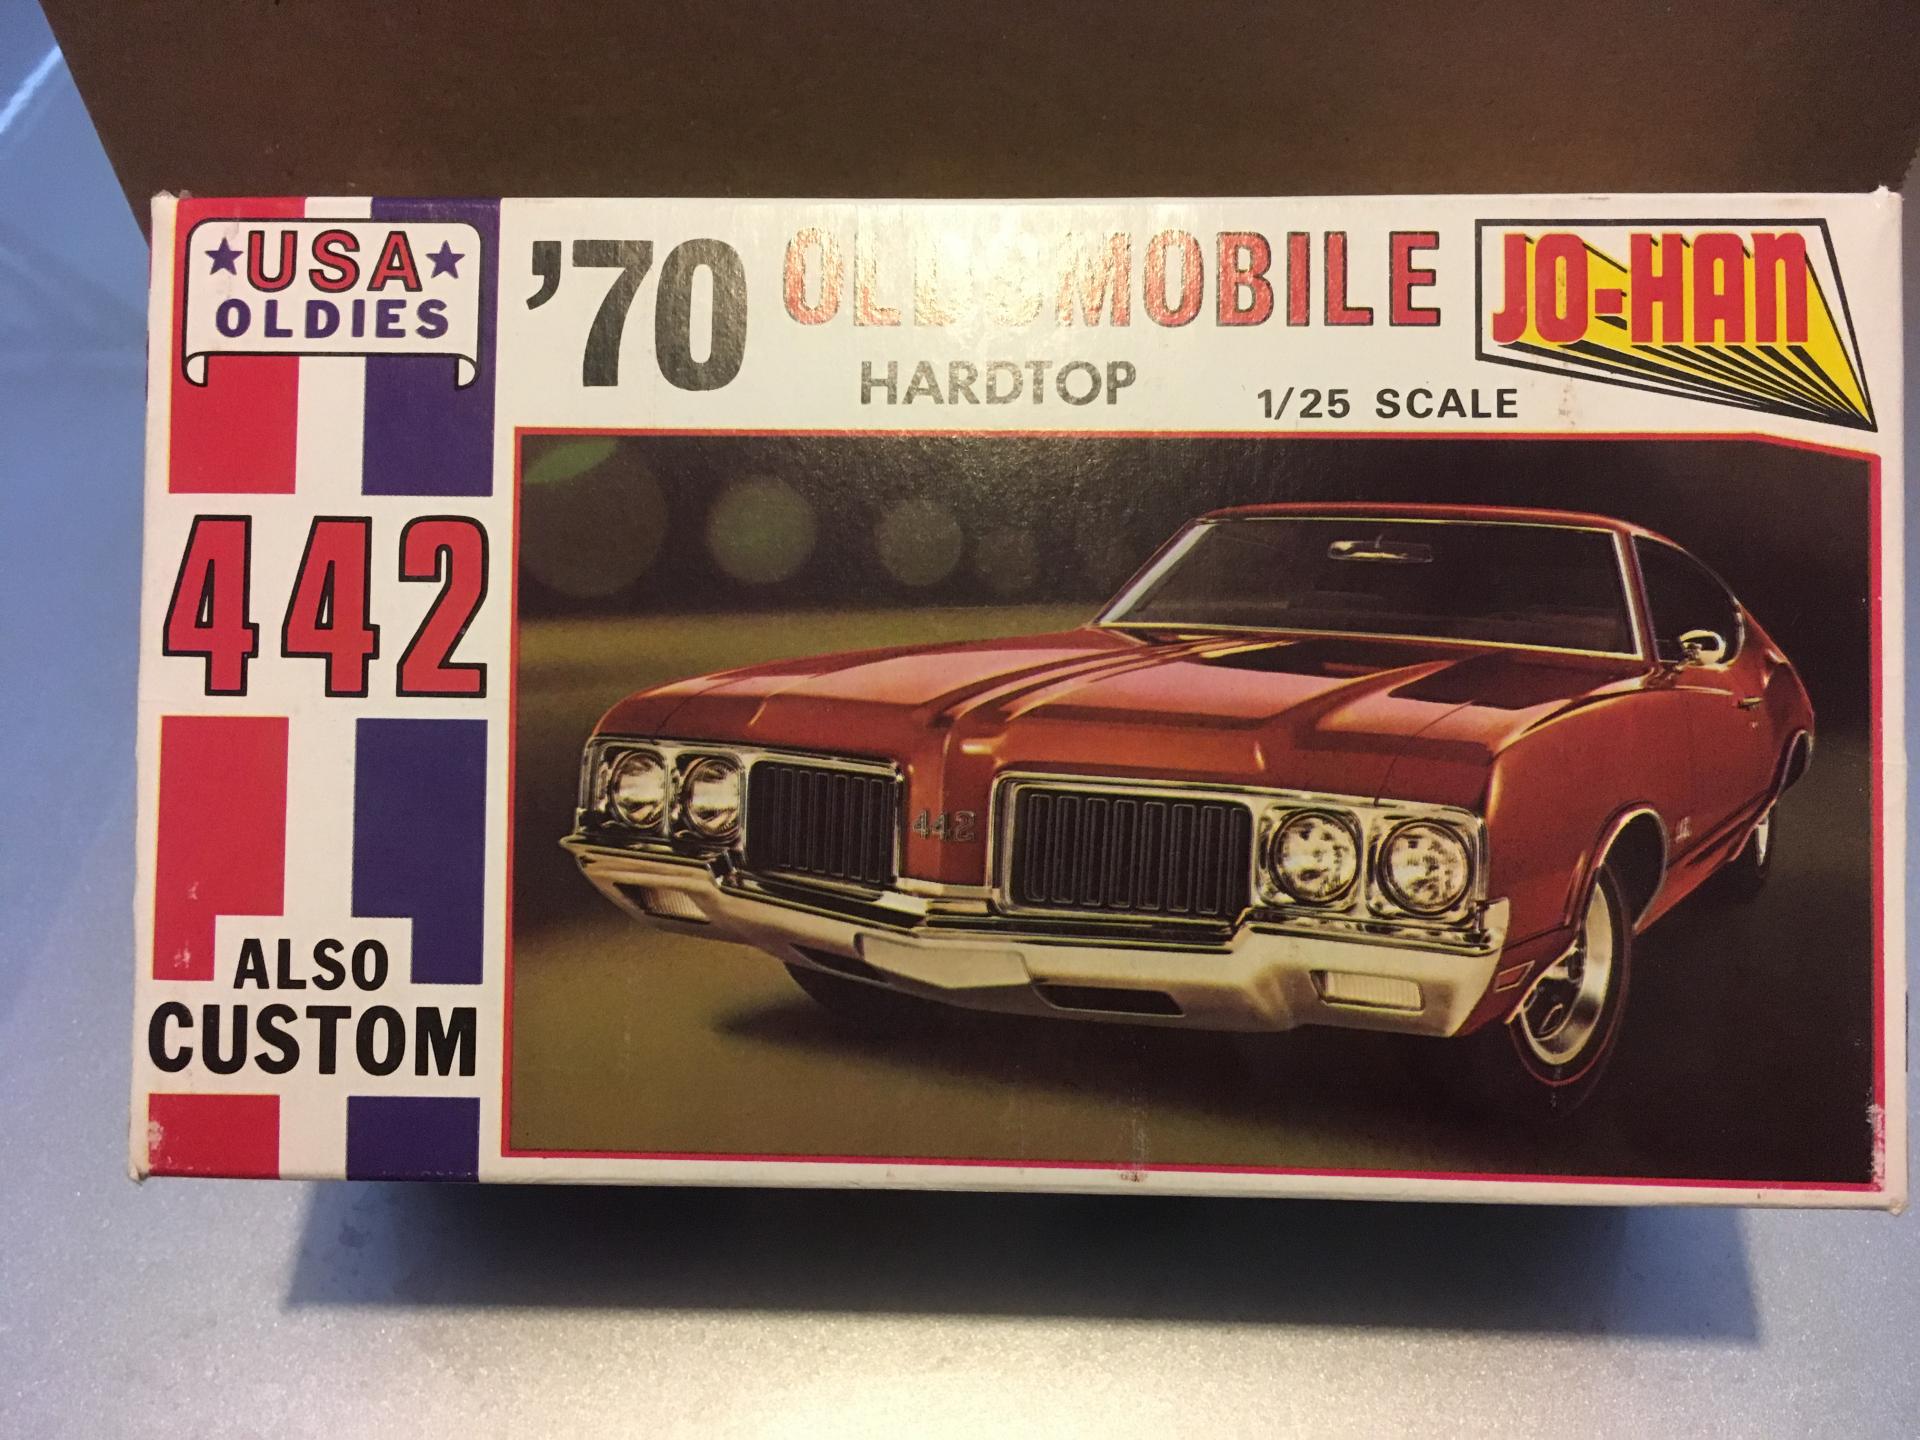 USA
OLDIES
'70 OLDSMOBILE
HARDTOP
1/25 SCALE
JO-HAN
442
442
ALSO
CUSTOM